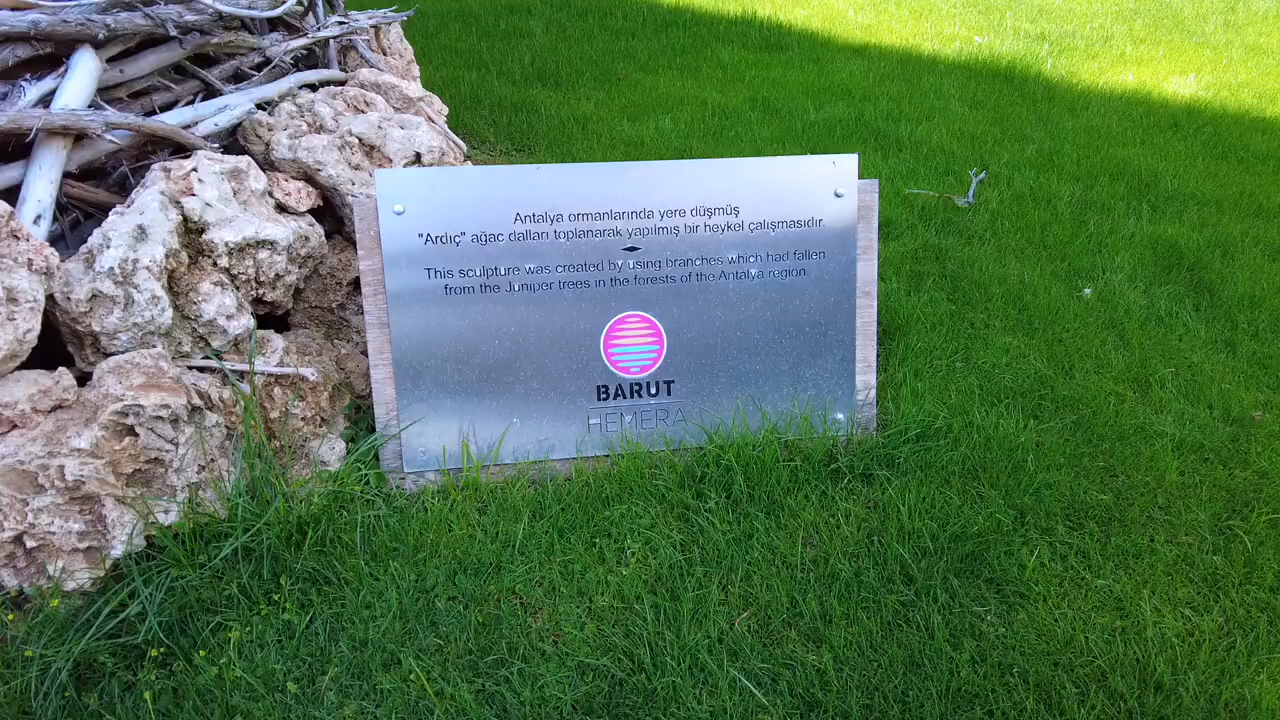 Antalya ormanlarında yere düşmüş
"Ardıç" ağaç dalları toplanarak yapılmış bir heykel çalışmasıdır.
This sculpture was created by using branches which had fallen
from the Juniper trees in the forests of the Antalya region.
BARUT
HEMERA